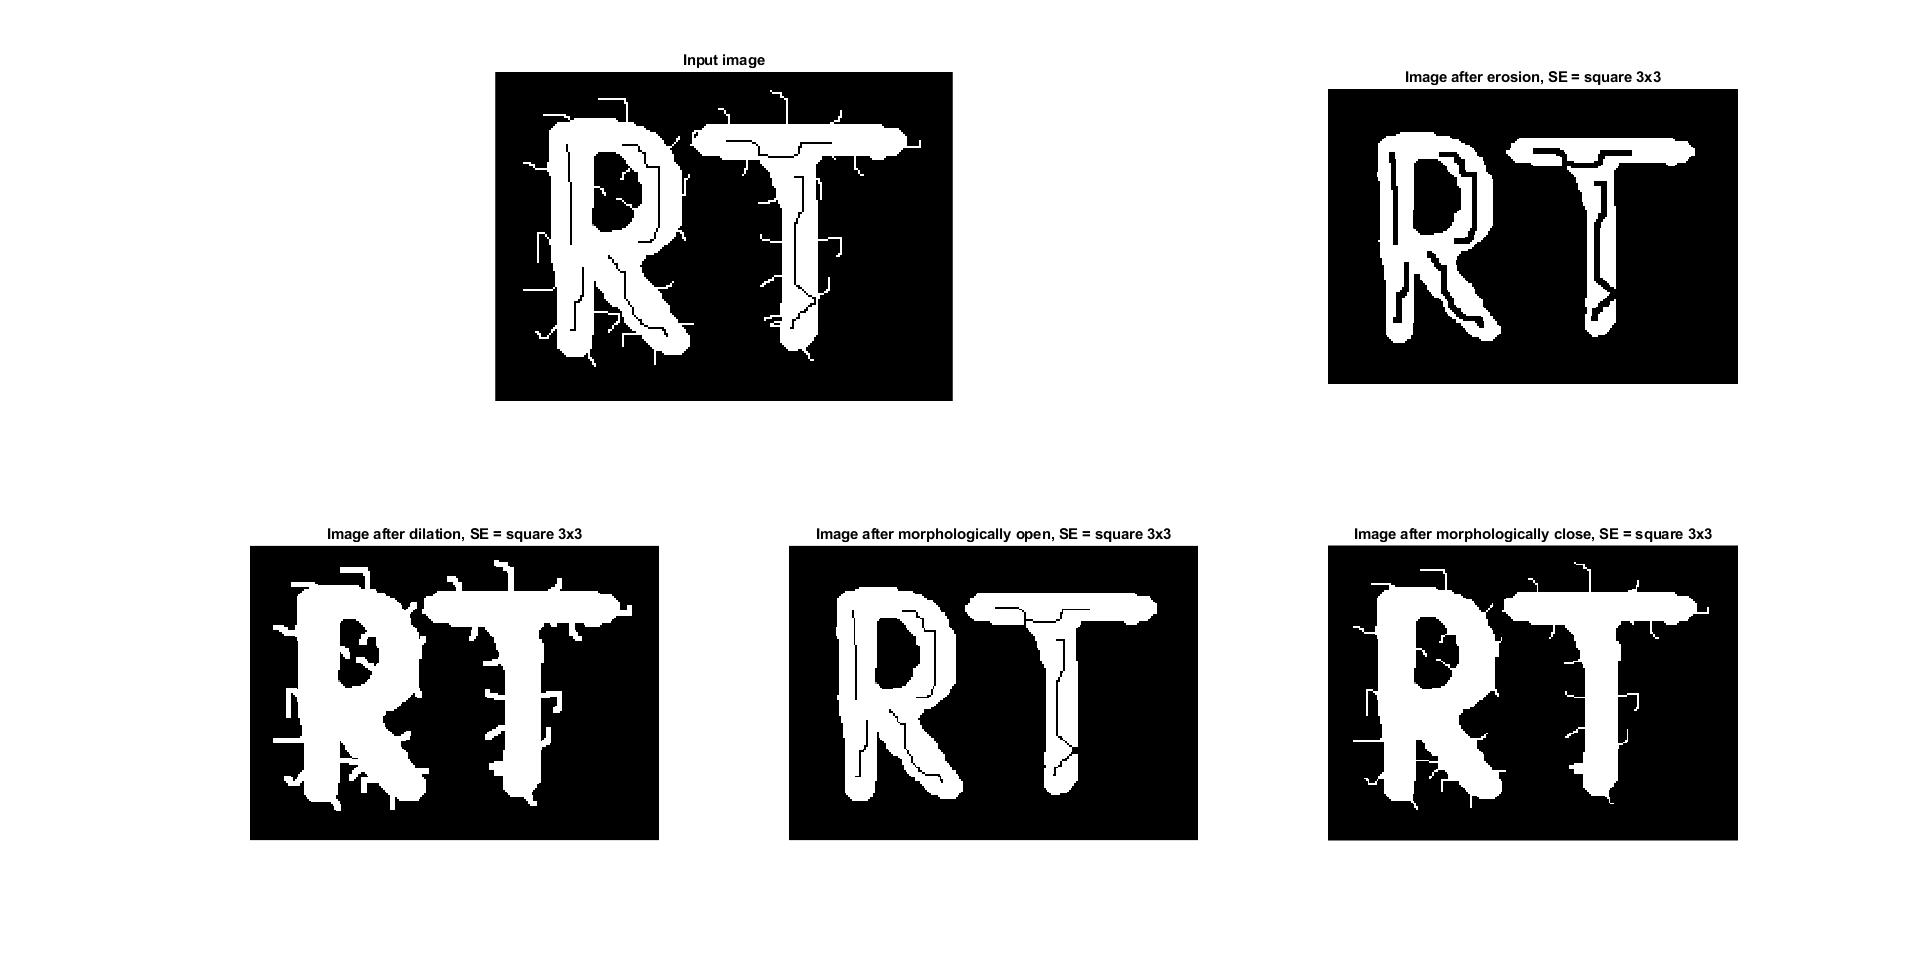 Input image
RT
Image after erosion, SE = square 3x3
RT
Image after dilation, SE = square 3x3
RT
Image after morphologically open, SE = square 3x3
RT
Image after morphologically close, SE = square 3x3
RT